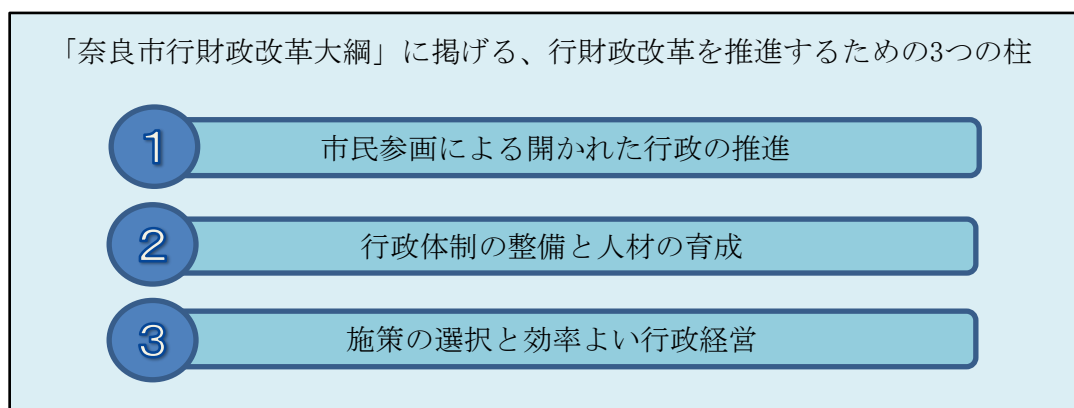 「奈良市行財政改革大綱」に掲げる、行財政改革を推進するための3つの柱
1 市民参画による開かれた行政の推進
2 行政体制の整備と人材の育成
3 施策の選択と効率よい行政経営